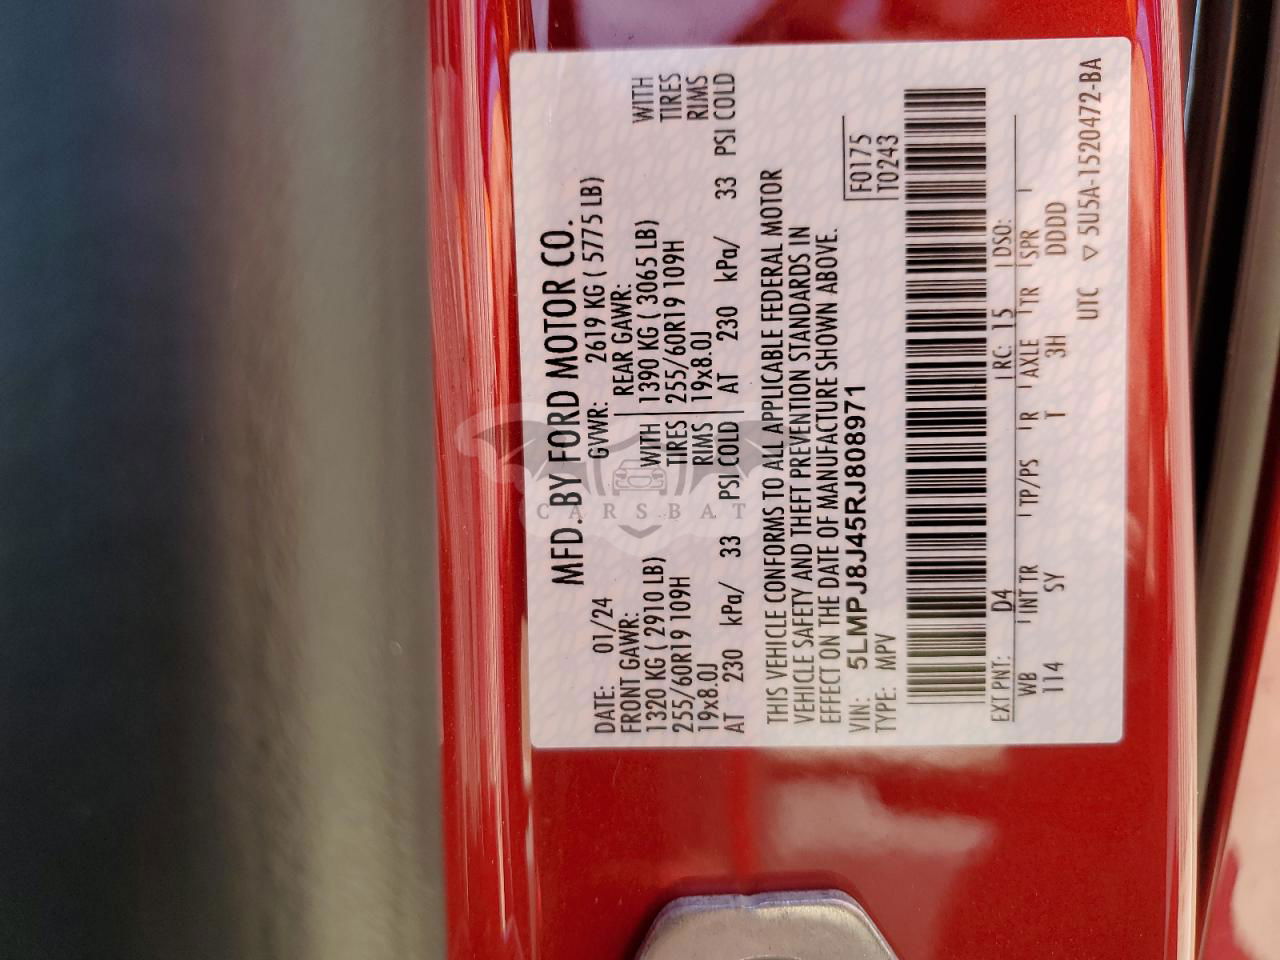 MFD. BY FORD MOTOR CO.
DATE: 01/24 GVWR: 2619 KG ( 5775 LB)
FRONT GAWR: REAR GAWR:
1320 KG ( 2910 LB) WITH 1390 KG ( 3065 LB) WITH
255/60R19 109H TIRES 255/60R19 109H TIRES
19x8.0J RIMS 19x8.0J RIMS
AT 230 kPa/ 33 PSI COLD AT 230 kPa/ 33 PSI COLD
THIS VEHICLE CONFORMS TO ALL APPLICABLE FEDERAL MOTOR
VEHICLE SAFETY AND THEFT PREVENTION STANDARDS IN
EFFECT ON THE DATE OF MANUFACTURE SHOWN ABOVE.
VIN: 5LMPJ8J45RJ808971 F0175
TYPE: MPV T0243
EXT PNT: D4 RC: 15 DSO:
WB INT TR TP/PS R AXLE TR SPR
114 SY T 3H DDDD
UTC ▽ 5U5A-1520472-BA
CARSBAT